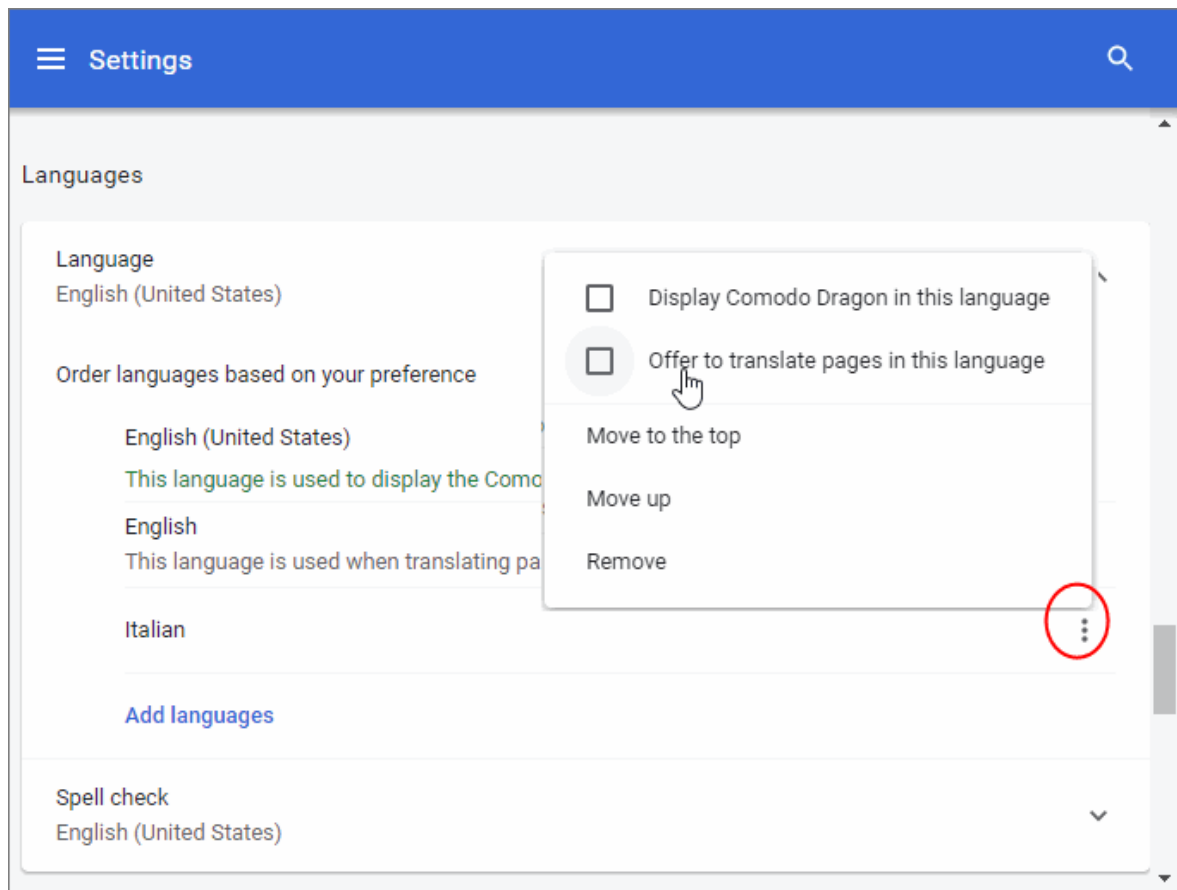 Settings
Languages
Language
English (United States)
Display Comodo Dragon in this language
Offer to translate pages in this language
Order languages based on your preference
Move to the top
English (United States)
This language is used to display the Como
Move up
English
This language is used when translating pa
Remove
Italian
Add languages
Spell check
English (United States)